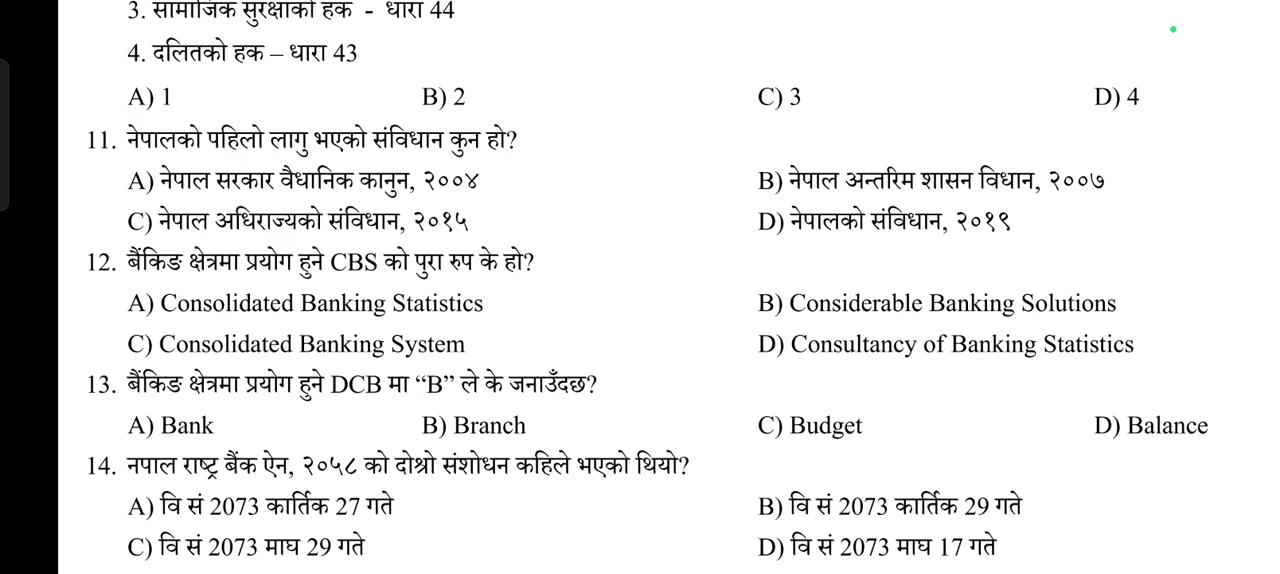 3. सामाजिक सुरक्षाको हक - धारा 44
4. दलितको हक – धारा 43
A) 1 B) 2 C) 3 D) 4
11. नेपालको पहिलो लागु भएको संविधान कुन हो?
A) नेपाल सरकार वैधानिक कानुन, २००४ B) नेपाल अन्तरिम शासन विधान, २००७
C) नेपाल अधिराज्यको संविधान, २०१५ D) नेपालको संविधान, २०१९
12. बैंकिङ क्षेत्रमा प्रयोग हुने CBS को पुरा रुप के हो?
A) Consolidated Banking Statistics B) Considerable Banking Solutions
C) Consolidated Banking System D) Consultancy of Banking Statistics
13. बैंकिङ क्षेत्रमा प्रयोग हुने DCB मा “B” ले के जनाउँदछ?
A) Bank B) Branch C) Budget D) Balance
14. नपाल राष्ट्र बैंक ऐन, २०५८ को दोश्रो संशोधन कहिले भएको थियो?
A) वि सं 2073 कार्तिक 27 गते B) वि सं 2073 कार्तिक 29 गते
C) वि सं 2073 माघ 29 गते D) वि सं 2073 माघ 17 गते